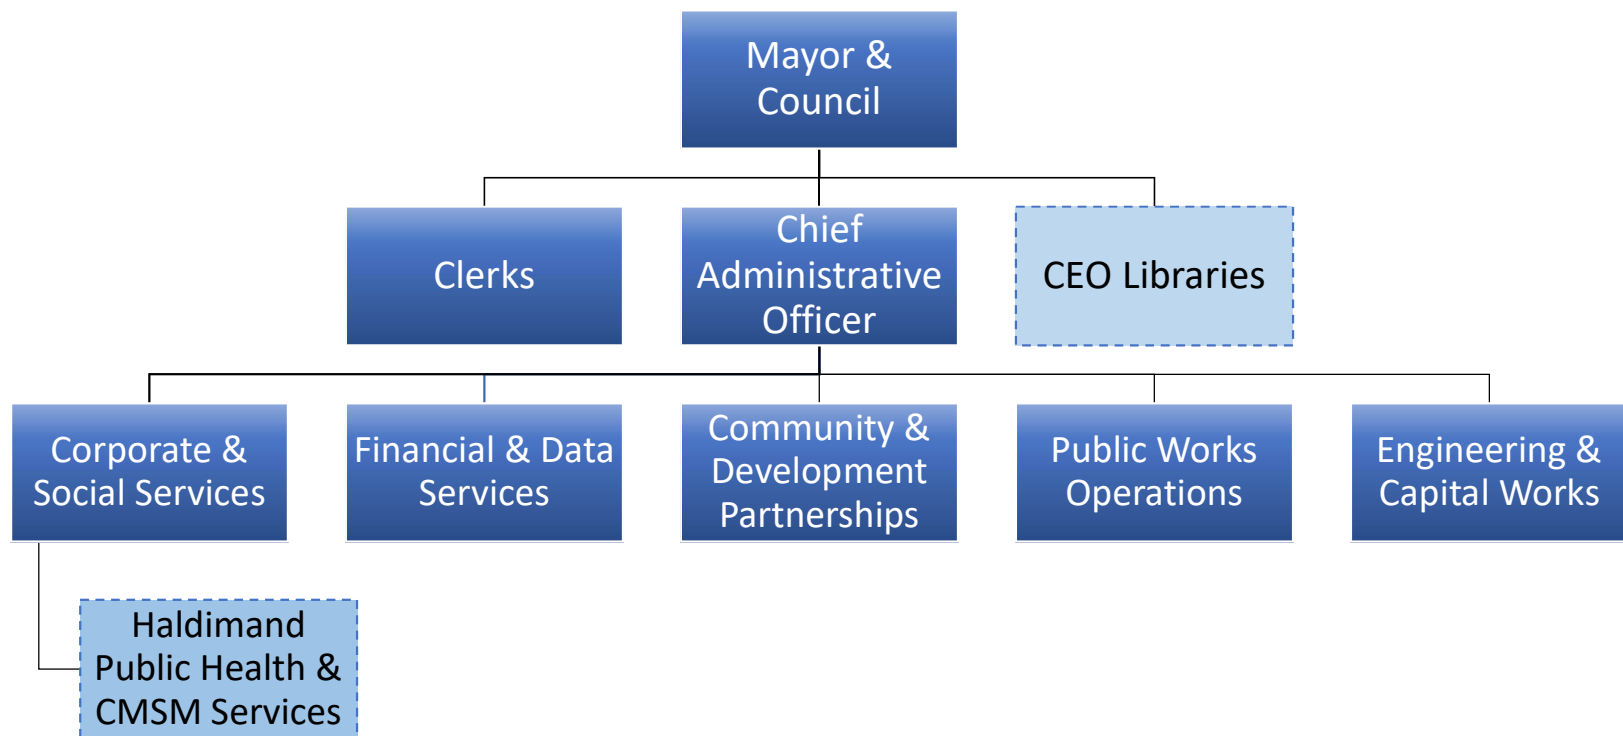 Mayor &
Council
Clerks
Chief
Administrative
Officer
CEO Libraries
Corporate &
Social Services
Financial & Data
Services
Community &
Development
Partnerships
Public Works
Operations
Engineering &
Capital Works
Haldimand
Public Health &
CMSM Services